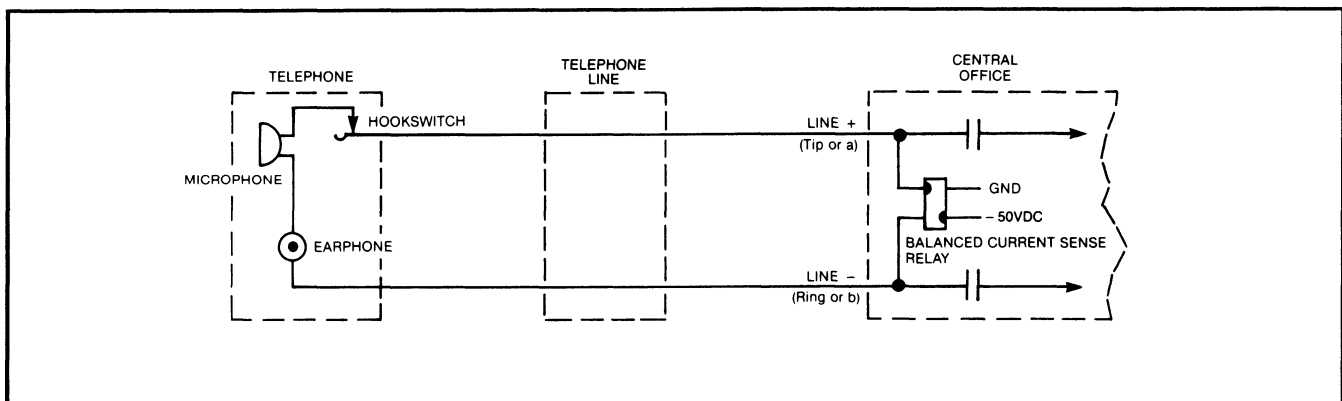 TELEPHONE
TELEPHONE
LINE
CENTRAL
OFFICE
HOOKSWITCH
LINE +
(Tip or a)
MICROPHONE
GND
– 50VDC
EARPHONE
BALANCED CURRENT SENSE
RELAY
LINE –
(Ring or b)